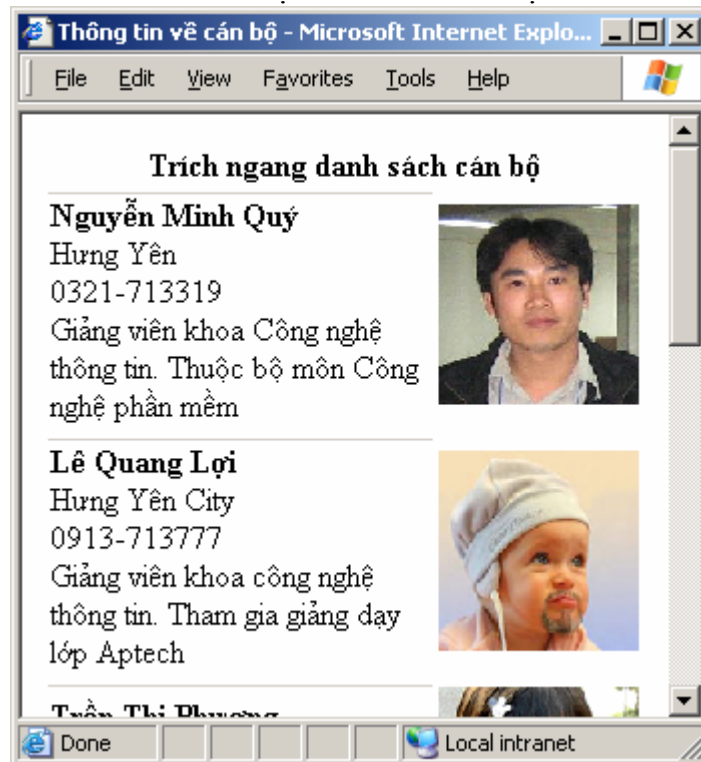 Thông tin về cán bộ - Microsoft Internet Explo...
File Edit View Favorites Tools Help
Trích ngang danh sách cán bộ
Nguyễn Minh Quý
Hưng Yên
0321-713319
Giảng viên khoa Công nghệ
thông tin. Thuộc bộ môn Công
nghệ phần mềm
Lê Quang Lợi
Hưng Yên City
0913-713777
Giảng viên khoa công nghệ
thông tin. Tham gia giảng dạy
lớp Aptech
Trần Thị Phương
Done
Local intranet